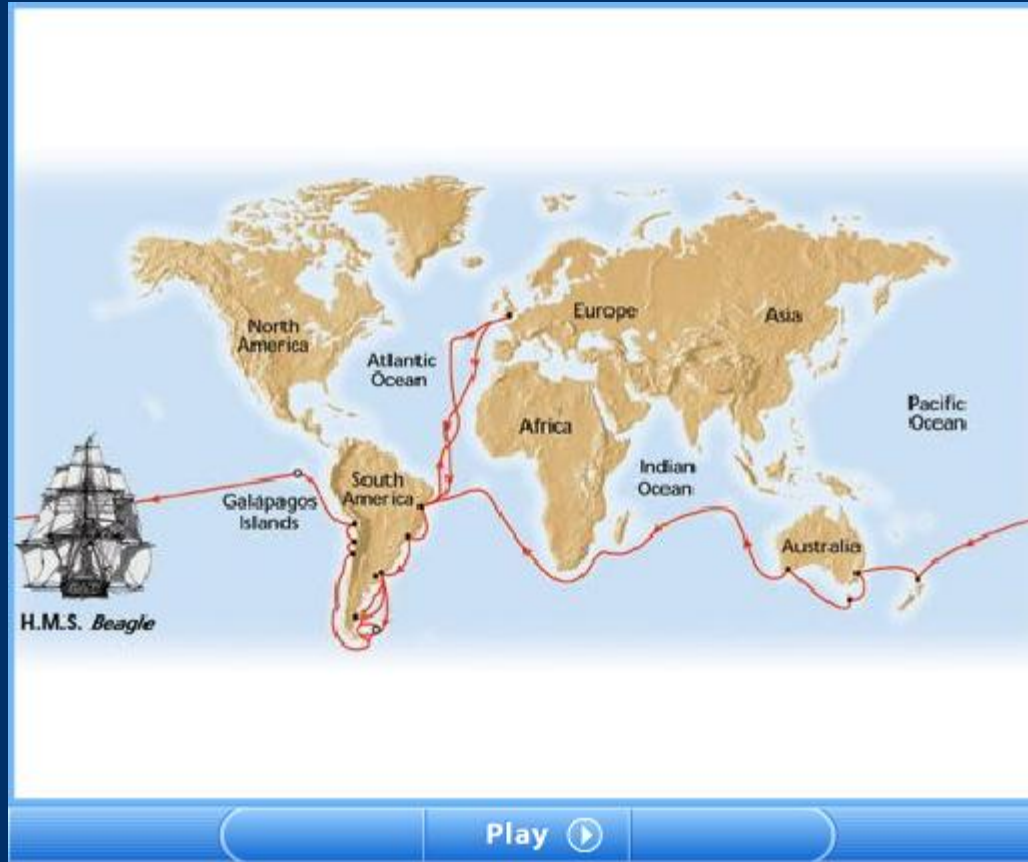 North
America
Atlantic
Ocean
Europe
Asia
Africa
Pacific
Ocean
Indian
Ocean
South
America
Galápagos
Islands
Australia
H.M.S. Beagle
Play